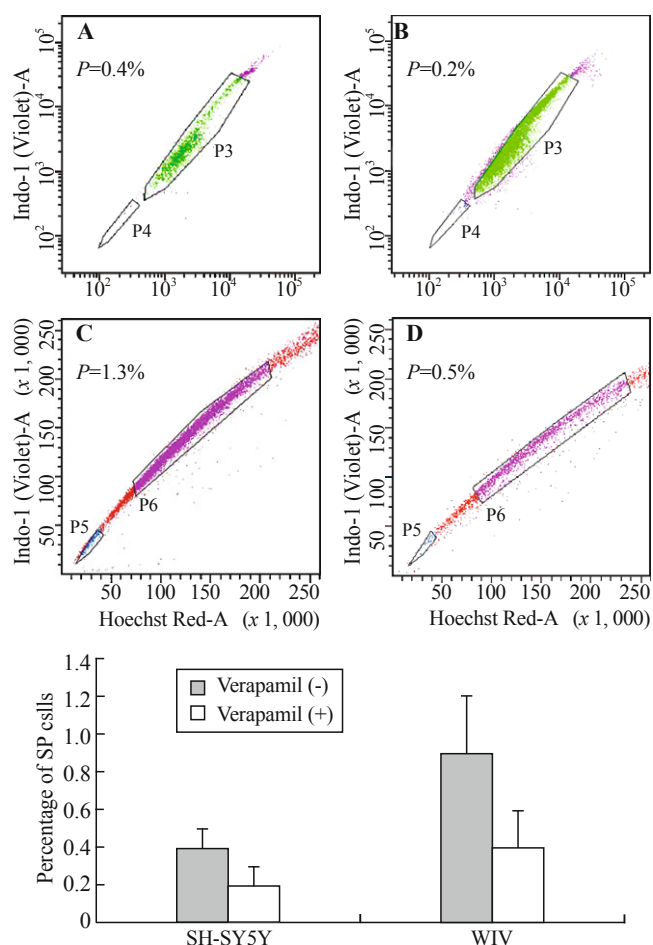 A
P=0.4%
Indo-1 (Violet)-A
10^5
10^4
10^3
10^2
P3
P4
10^2 10^3 10^4 10^5
B
P=0.2%
Indo-1 (Violet)-A
10^5
10^4
10^3
10^2
P3
P4
10^2 10^3 10^4 10^5
C
P=1.3%
Indo-1 (Violet)-A (x 1, 000)
250
200
150
100
50
P5
P6
50 100 150 200 250
Hoechst Red-A (x 1, 000)
D
P=0.5%
Indo-1 (Violet)-A (x 1, 000)
250
200
150
100
50
P5
P6
50 100 150 200 250
Hoechst Red-A (x 1, 000)
Percentage of SP cslls
1.4
1.2
1.0
0.8
0.6
0.4
0.2
0
Verapamil (-)
Verapamil (+)
SH-SY5Y WIV